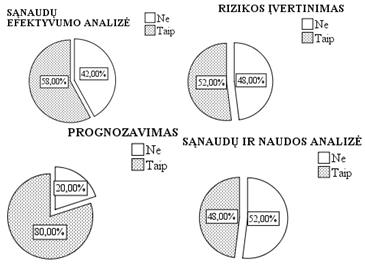 SĄNAUDŲ
EFEKTYVUMO ANALIZĖ
Ne
Taip
58,00%
42,00%
RIZIKOS ĮVERTINIMAS
Ne
Taip
52,00%
48,00%
PROGNOZAVIMAS
Ne
Taip
20,00%
80,00%
SĄNAUDŲ IR NAUDOS ANALIZĖ
Ne
Taip
48,00%
52,00%